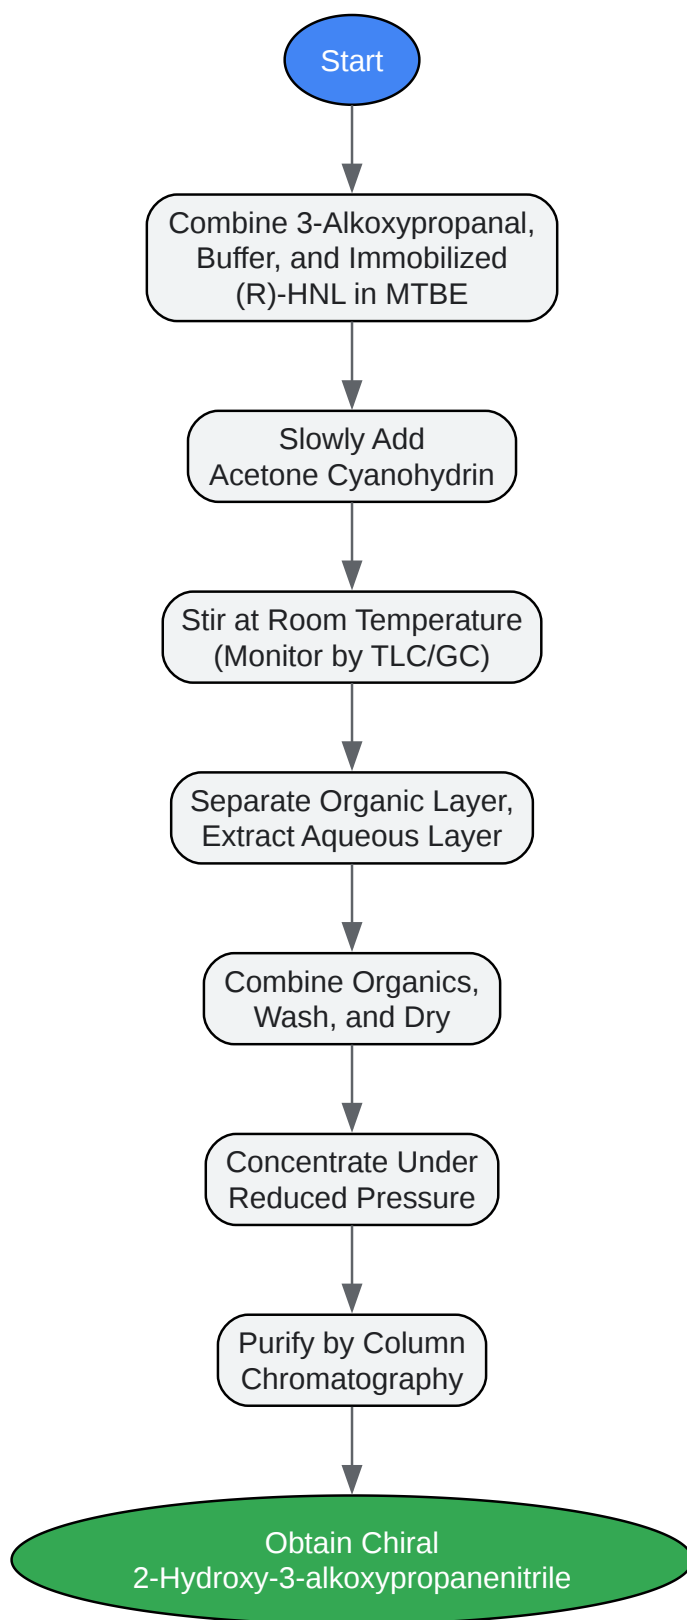 Start
Combine 3-Alkoxypropanal,
Buffer, and Immobilized
(R)-HNL in MTBE
Slowly Add
Acetone Cyanohydrin
Stir at Room Temperature
(Monitor by TLC/GC)
Separate Organic Layer,
Extract Aqueous Layer
Combine Organics,
Wash, and Dry
Concentrate Under
Reduced Pressure
Purify by Column
Chromatography
Obtain Chiral
2-Hydroxy-3-alkoxypropanenitrile